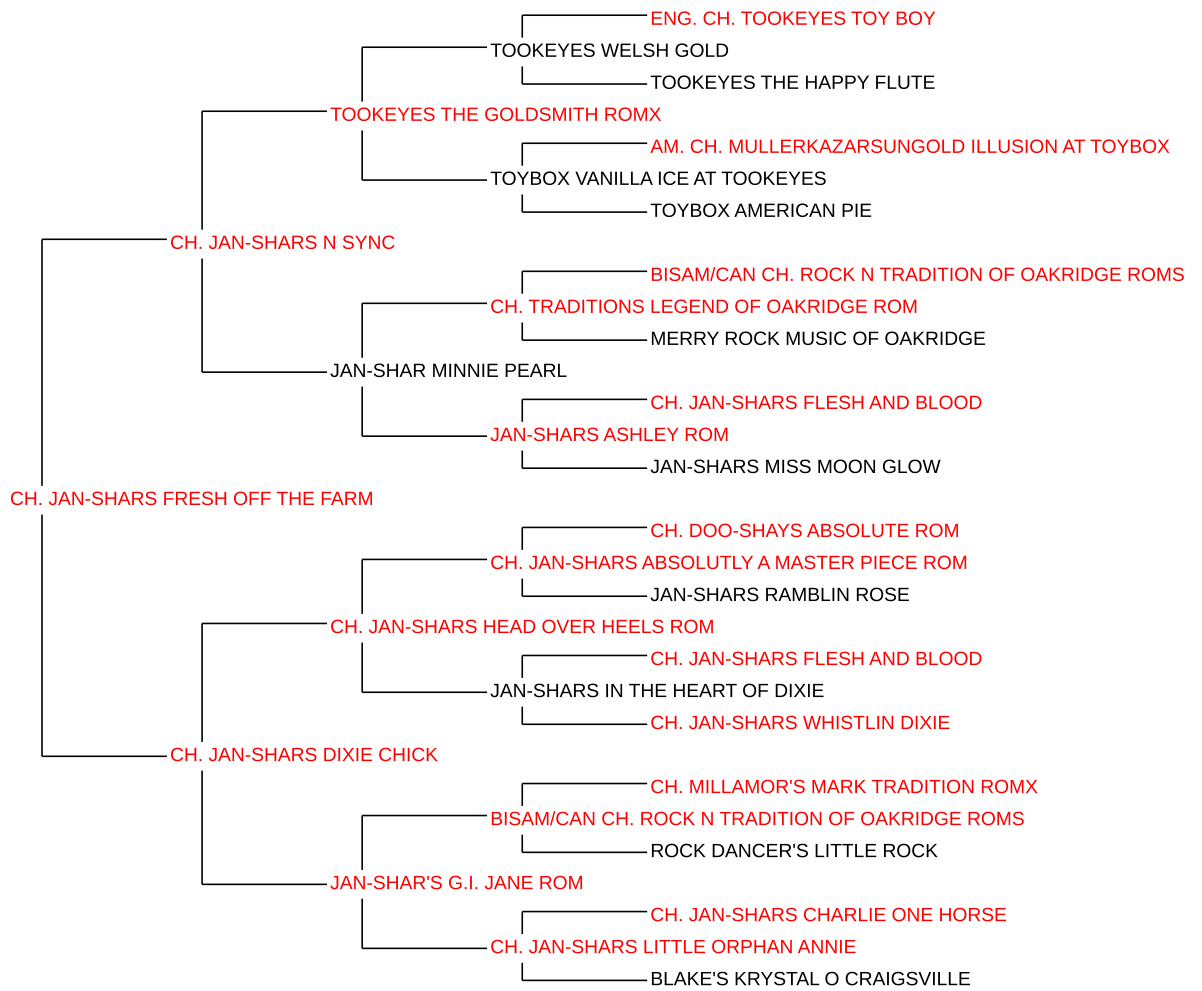 ENG. CH. TOOKEYES TOY BOY
TOOKEYES WELSH GOLD
TOOKEYES THE HAPPY FLUTE
TOOKEYES THE GOLDSMITH ROMX
AM. CH. MULLERKAZARSUNGOLD ILLUSION AT TOYBOX
TOYBOX VANILLA ICE AT TOOKEYES
TOYBOX AMERICAN PIE
CH. JAN-SHARS N SYNC
BISAM/CAN CH. ROCK N TRADITION OF OAKRIDGE ROMS
CH. TRADITIONS LEGEND OF OAKRIDGE ROM
MERRY ROCK MUSIC OF OAKRIDGE
JAN-SHAR MINNIE PEARL
CH. JAN-SHARS FLESH AND BLOOD
JAN-SHARS ASHLEY ROM
JAN-SHARS MISS MOON GLOW
CH. JAN-SHARS FRESH OFF THE FARM
CH. DOO-SHAYS ABSOLUTE ROM
CH. JAN-SHARS ABSOLUTLY A MASTER PIECE ROM
JAN-SHARS RAMBLIN ROSE
CH. JAN-SHARS HEAD OVER HEELS ROM
CH. JAN-SHARS FLESH AND BLOOD
JAN-SHARS IN THE HEART OF DIXIE
CH. JAN-SHARS WHISTLIN DIXIE
CH. JAN-SHARS DIXIE CHICK
CH. MILLAMOR'S MARK TRADITION ROMX
BISAM/CAN CH. ROCK N TRADITION OF OAKRIDGE ROMS
ROCK DANCER'S LITTLE ROCK
JAN-SHAR'S G.I. JANE ROM
CH. JAN-SHARS CHARLIE ONE HORSE
CH. JAN-SHARS LITTLE ORPHAN ANNIE
BLAKE'S KRYSTAL O CRAIGSVILLE